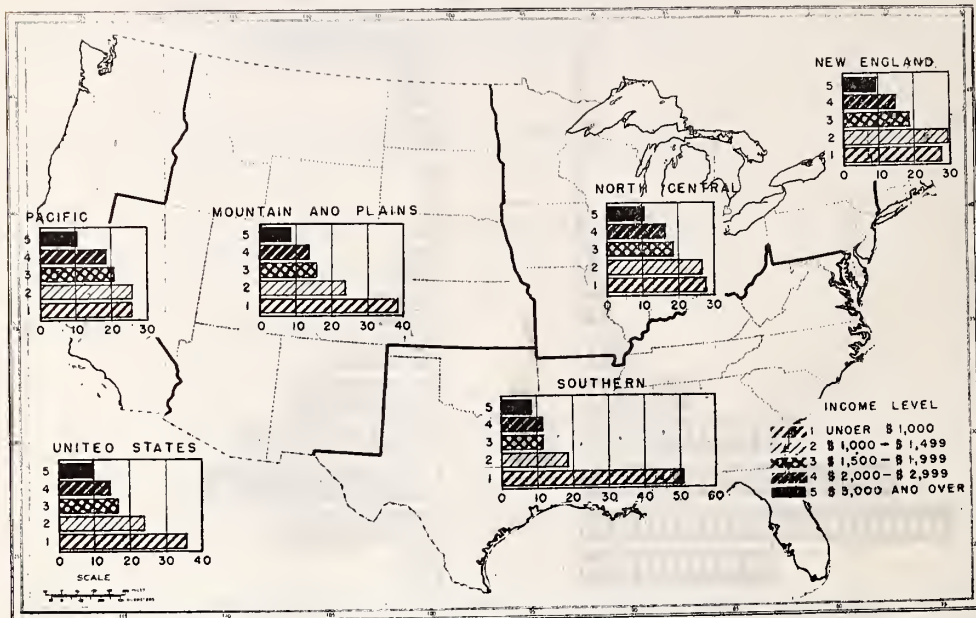 NEW ENGLAND
5
4
3
2
1
0 10 20 30
NORTH CENTRAL
5
4
3
2
1
0 10 20 30
PACIFIC
5
4
3
2
1
0 10 20 30
MOUNTAIN AND PLAINS
5
4
3
2
1
0 10 20 30 40
SOUTHERN
5
4
3
2
1
0 10 20 30 40 50 60
UNITED STATES
5
4
3
2
1
0 10 20 30 40
SCALE
INCOME LEVEL
1 UNDER $1,000
2 $1,000 - $1,499
3 $1,500 - $1,999
4 $2,000 - $2,999
5 $3,000 AND OVER